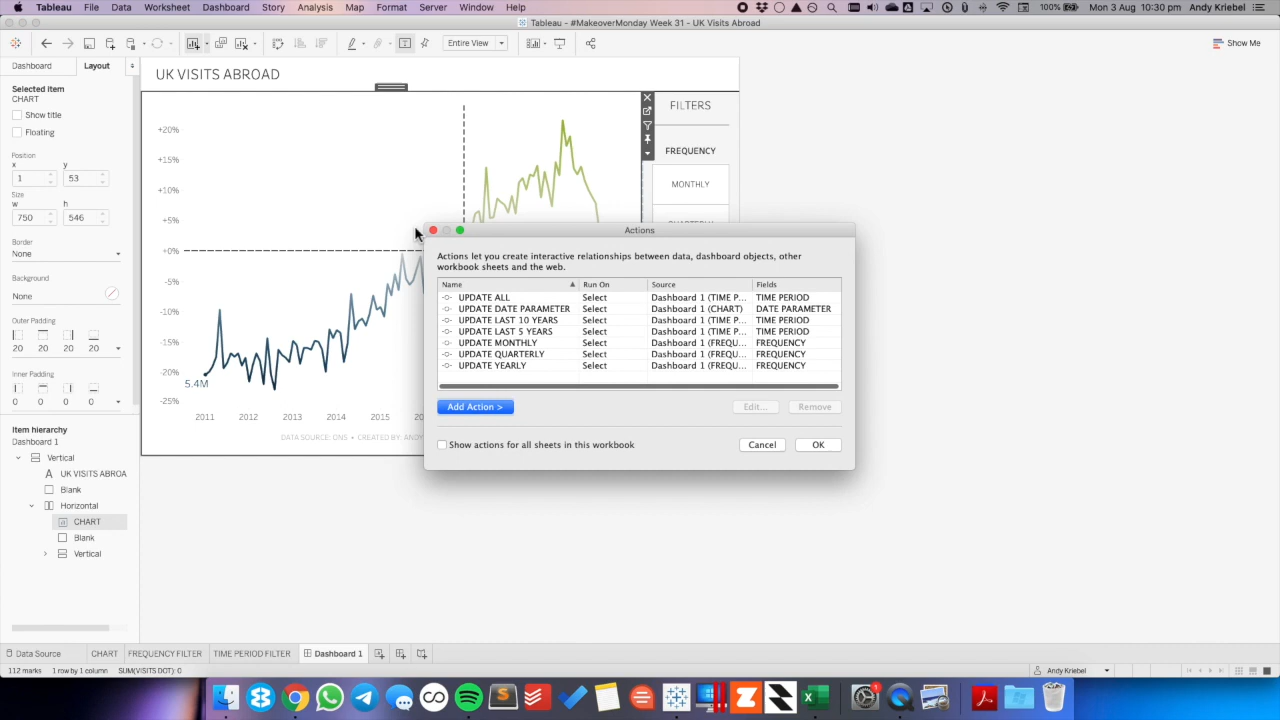 Tableau File Data Worksheet Dashboard Story Analysis Map Format Server Window Help 100% Mon 3 Aug 10:30 pm Andy Kriebel
Tableau - #MakeoverMonday Week 31 - UK Visits Abroad
Entire View
Show Me
Dashboard Layout
Selected item
CHART
Show title
Floating
Position
x y
1 53
Size
w h
750 546
Border
None
Background
None
Outer Padding
20 20 20 20
Inner Padding
0 0 0 0
Item hierarchy
Dashboard 1
Vertical
A UK VISITS ABROA
Blank
Horizontal
CHART
Blank
Vertical
UK VISITS ABROAD
+20%
+15%
+10%
+5%
+0%
-5%
-10%
-15%
-20%
-25%
5.4M
2011 2012 2013 2014 2015
DATA SOURCE: ONS • CREATED BY: ANDY
FILTERS
FREQUENCY
MONTHLY
Actions
Actions let you create interactive relationships between data, dashboard objects, other
workbook sheets and the web.
Name Run On Source Fields
UPDATE ALL Select Dashboard 1 (TIME P... TIME PERIOD
UPDATE DATE PARAMETER Select Dashboard 1 (CHART) DATE PARAMETER
UPDATE LAST 10 YEARS Select Dashboard 1 (TIME P... TIME PERIOD
UPDATE LAST 5 YEARS Select Dashboard 1 (TIME P... TIME PERIOD
UPDATE MONTHLY Select Dashboard 1 (FREQU... FREQUENCY
UPDATE QUARTERLY Select Dashboard 1 (FREQU... FREQUENCY
UPDATE YEARLY Select Dashboard 1 (FREQU... FREQUENCY
Add Action > Edit... Remove
Show actions for all sheets in this workbook Cancel OK
Data Source CHART FREQUENCY FILTER TIME PERIOD FILTER Dashboard 1
112 marks 1 row by 1 column SUM(VISITS DOT): 0 Andy Kriebel